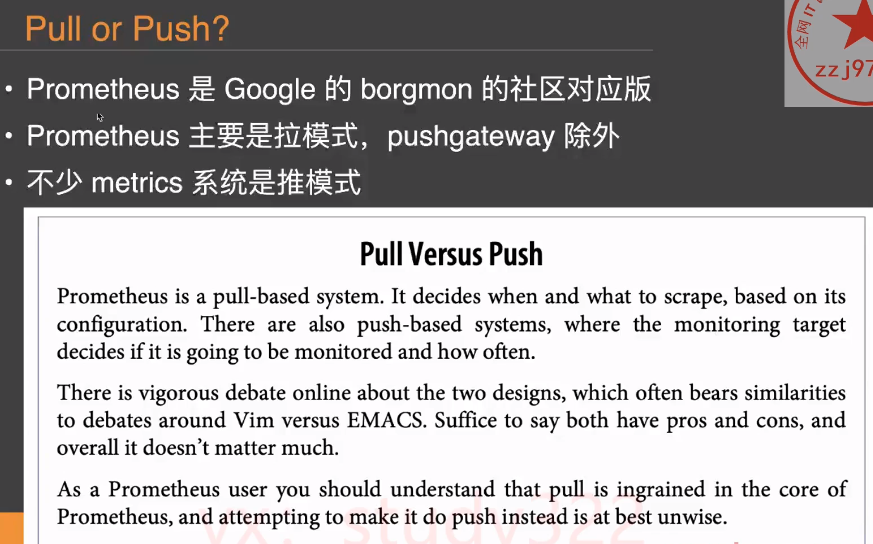 Pull or Push?
全网IT
zzj97
• Prometheus 是 Google 的 borgmon 的社区对应版
• Prometheus 主要是拉模式，pushgateway 除外
• 不少 metrics 系统是推模式
Pull Versus Push
Prometheus is a pull-based system. It decides when and what to scrape, based on its
configuration. There are also push-based systems, where the monitoring target
decides if it is going to be monitored and how often.
There is vigorous debate online about the two designs, which often bears similarities
to debates around Vim versus EMACS. Suffice to say both have pros and cons, and
overall it doesn’t matter much.
As a Prometheus user you should understand that pull is ingrained in the core of
Prometheus, and attempting to make it do push instead is at best unwise.
vx: study322